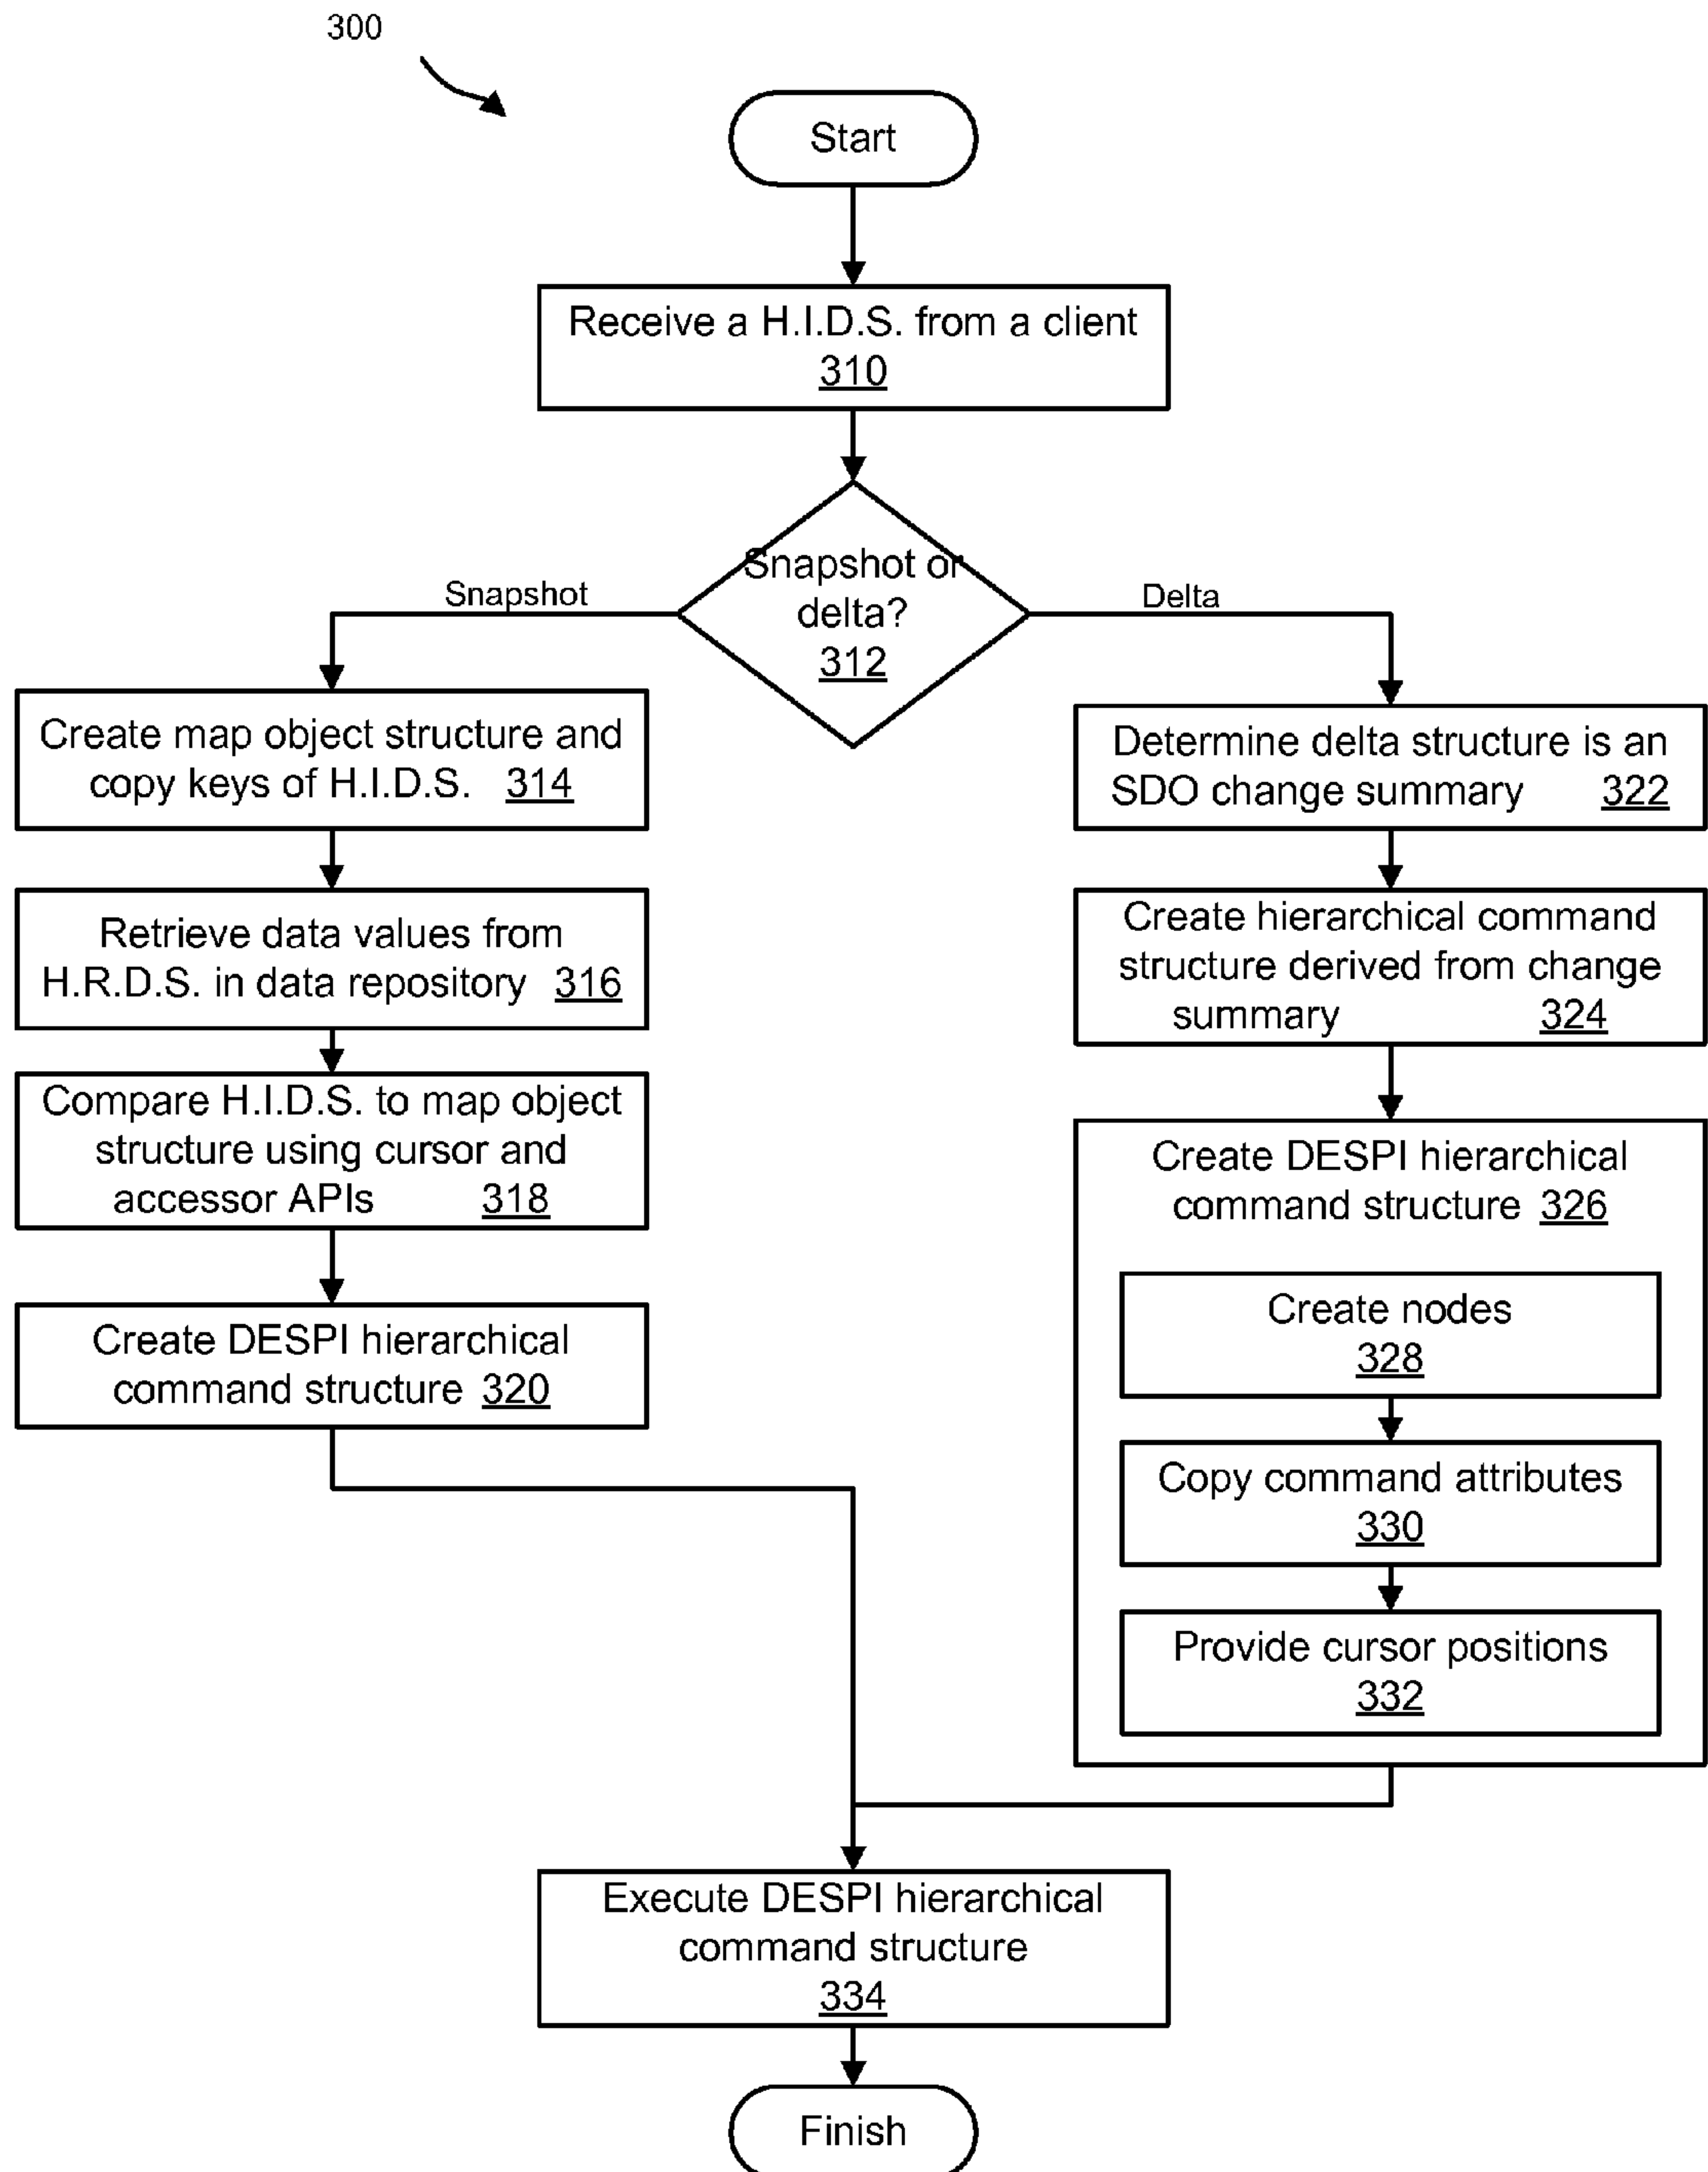 300
Start
Receive a H.I.D.S. from a client
310
Snapshot or
delta?
312
Snapshot
Delta
Create map object structure and
copy keys of H.I.D.S. 314
Retrieve data values from
H.R.D.S. in data repository 316
Compare H.I.D.S. to map object
structure using cursor and
accessor APIs 318
Create DESPI hierarchical
command structure 320
Determine delta structure is an
SDO change summary 322
Create hierarchical command
structure derived from change
summary 324
Create DESPI hierarchical
command structure 326
Create nodes
328
Copy command attributes
330
Provide cursor positions
332
Execute DESPI hierarchical
command structure
334
Finish